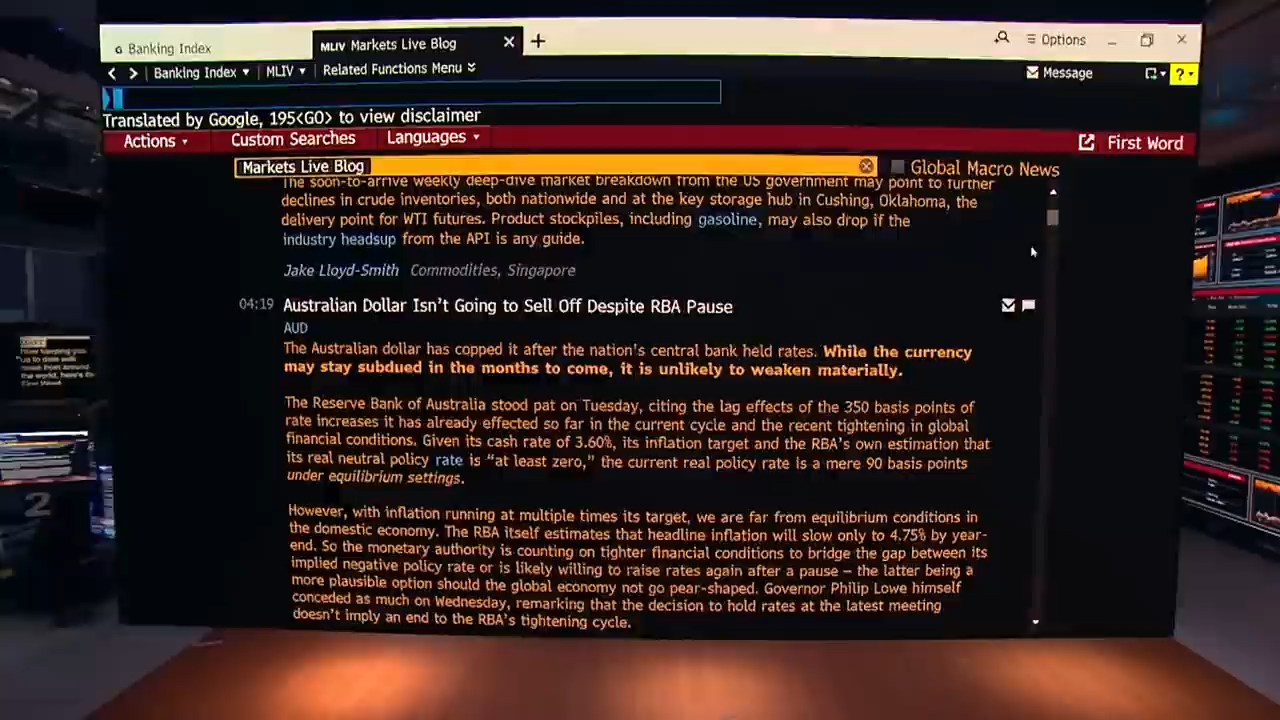 G Banking Index
MLIV Markets Live Blog
Options
Banking Index
MLIV
Related Functions Menu
Message
?
Translated by Google, 195<GO> to view disclaimer
Actions
Custom Searches
Languages
First Word
Markets Live Blog
Global Macro News
The soon-to-arrive weekly deep-dive market breakdown from the US government may point to further
declines in crude inventories, both nationwide and at the key storage hub in Cushing, Oklahoma, the
delivery point for WTI futures. Product stockpiles, including gasoline, may also drop if the
industry headsup from the API is any guide.
Jake Lloyd-Smith Commodities, Singapore
04:19 Australian Dollar Isn't Going to Sell Off Despite RBA Pause
AUD
The Australian dollar has copped it after the nation's central bank held rates. While the currency
may stay subdued in the months to come, it is unlikely to weaken materially.
The Reserve Bank of Australia stood pat on Tuesday, citing the lag effects of the 350 basis points of
rate increases it has already effected so far in the current cycle and the recent tightening in global
financial conditions. Given its cash rate of 3.60%, its inflation target and the RBA's own estimation that
its real neutral policy rate is "at least zero," the current real policy rate is a mere 90 basis points
under equilibrium settings.
However, with inflation running at multiple times its target, we are far from equilibrium conditions in
the domestic economy. The RBA itself estimates that headline inflation will slow only to 4.75% by year-
end. So the monetary authority is counting on tighter financial conditions to bridge the gap between its
implied negative policy rate or is likely willing to raise rates again after a pause — the latter being a
more plausible option should the global economy not go pear-shaped. Governor Philip Lowe himself
conceded as much on Wednesday, remarking that the decision to hold rates at the latest meeting
doesn't imply an end to the RBA's tightening cycle.
2